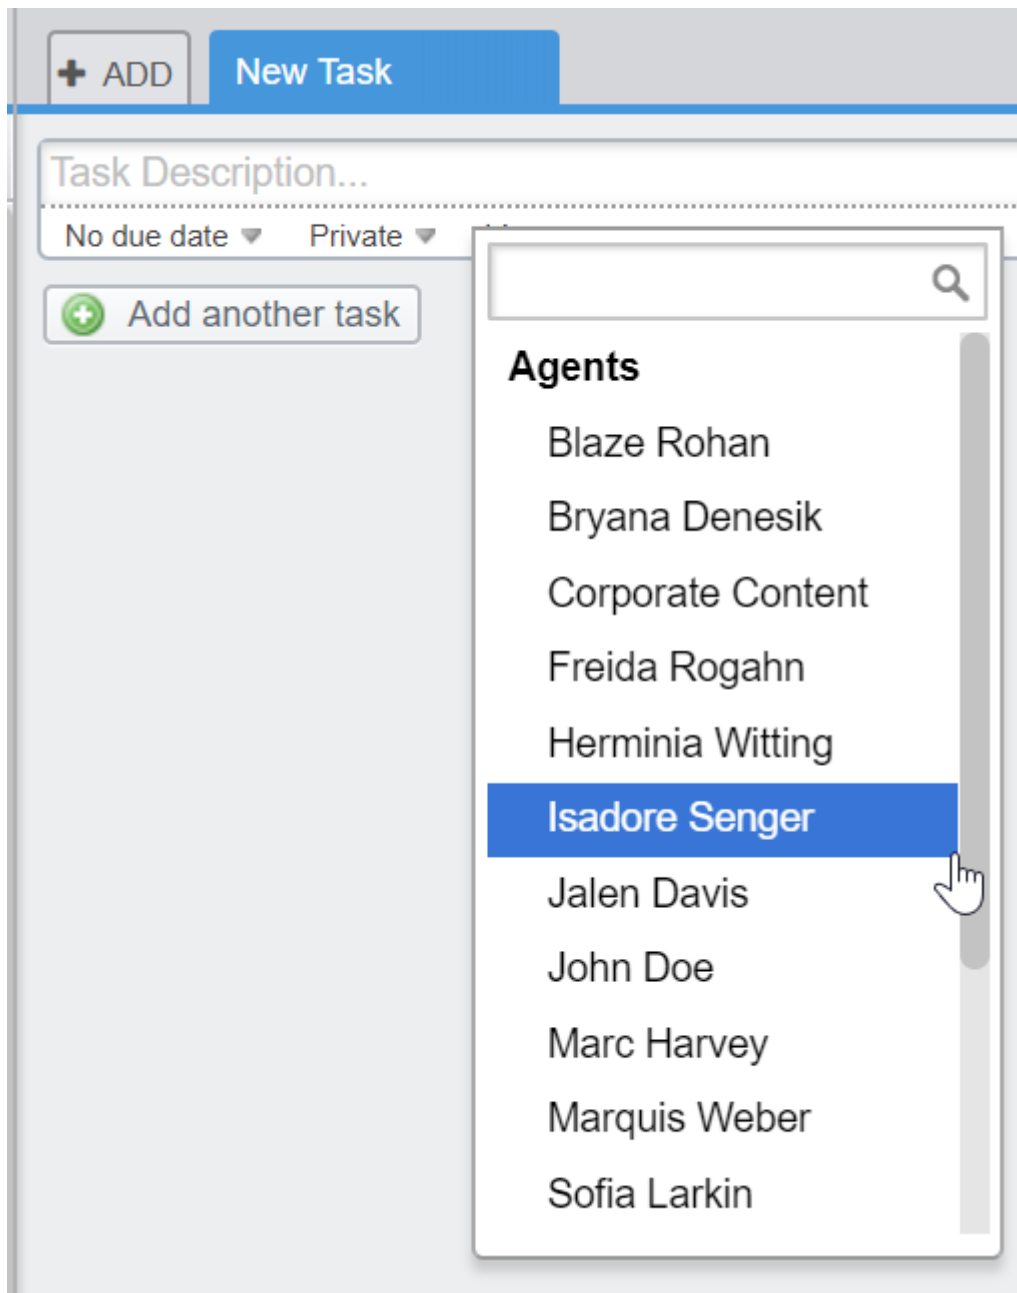 ADD New Task
Task Description...
No due date Private
Add another task
Agents
Blaze Rohan
Bryana Denesik
Corporate Content
Freida Rogahn
Herminia Witting
Isadore Senger
Jalen Davis
John Doe
Marc Harvey
Marquis Weber
Sofia Larkin